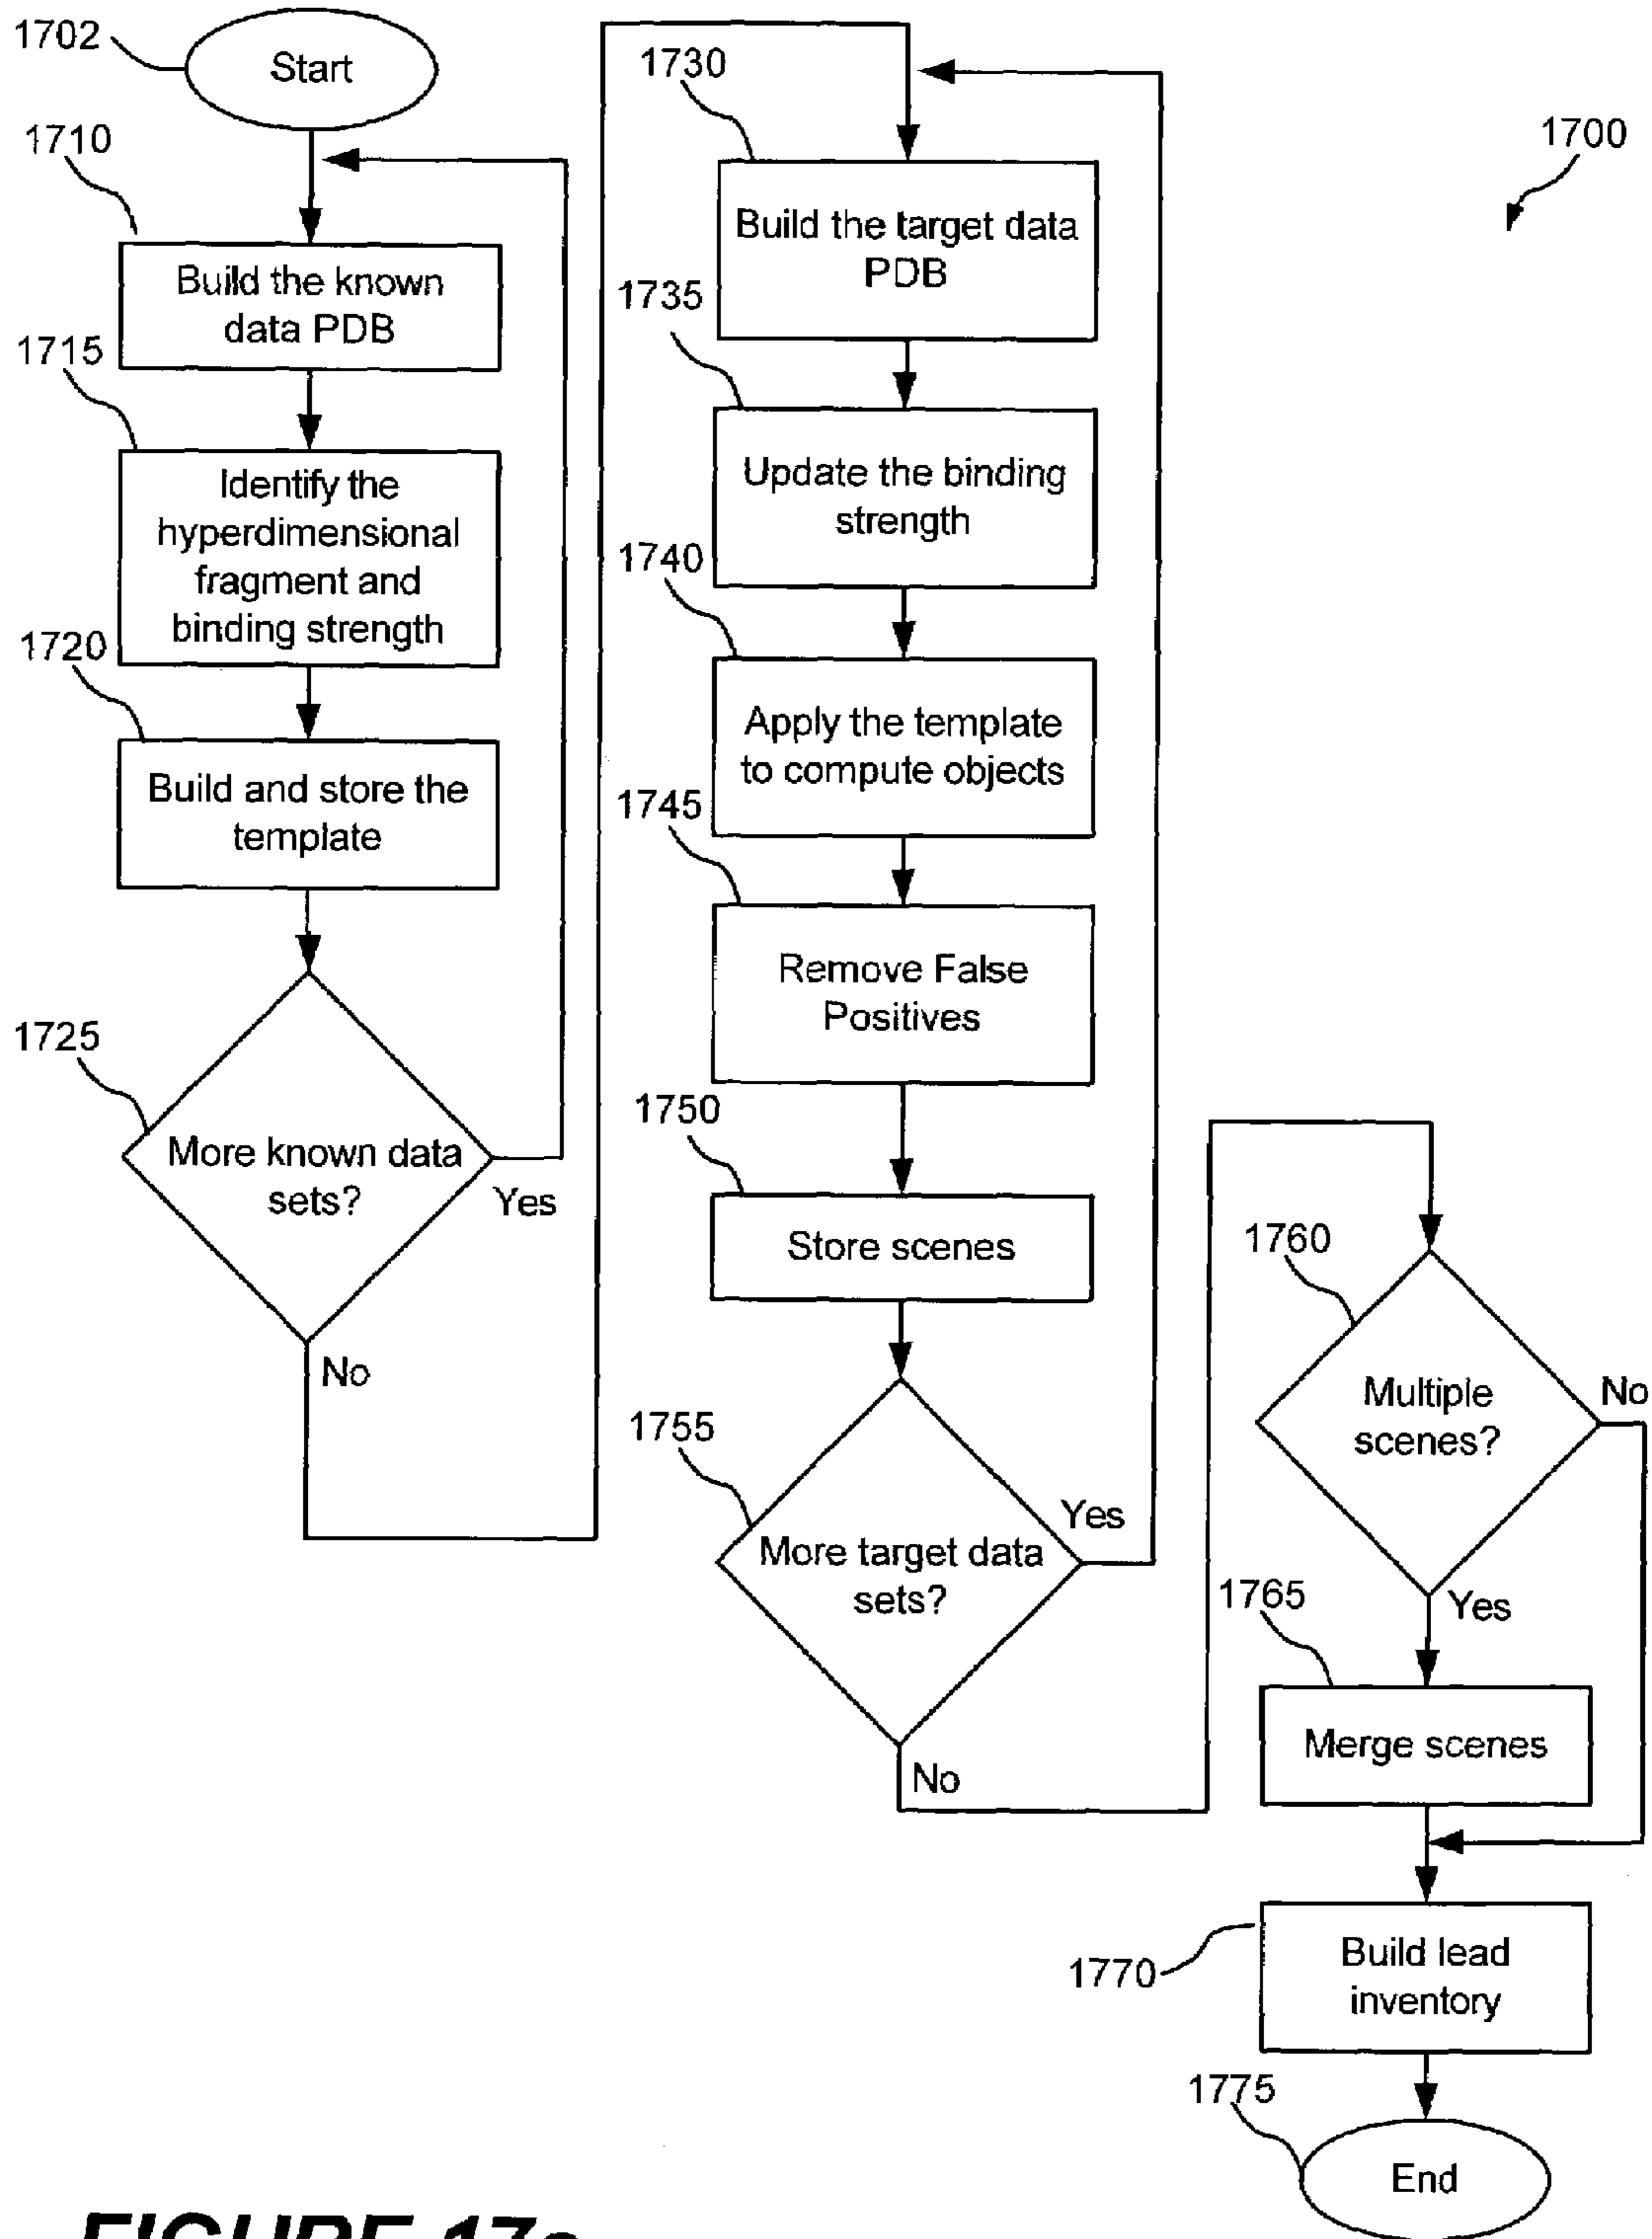 1702
Start
1710
Build the known
data PDB
1715
Identify the
hyperdimensional
fragment and
binding strength
1720
Build and store the
template
1725
More known data
sets?
Yes
No
1730
Build the target data
PDB
1735
Update the binding
strength
1740
Apply the template
to compute objects
1745
Remove False
Positives
1750
Store scenes
1755
More target data
sets?
Yes
No
1700
1760
Multiple
scenes?
No
Yes
1765
Merge scenes
1770
Build lead
inventory
1775
End